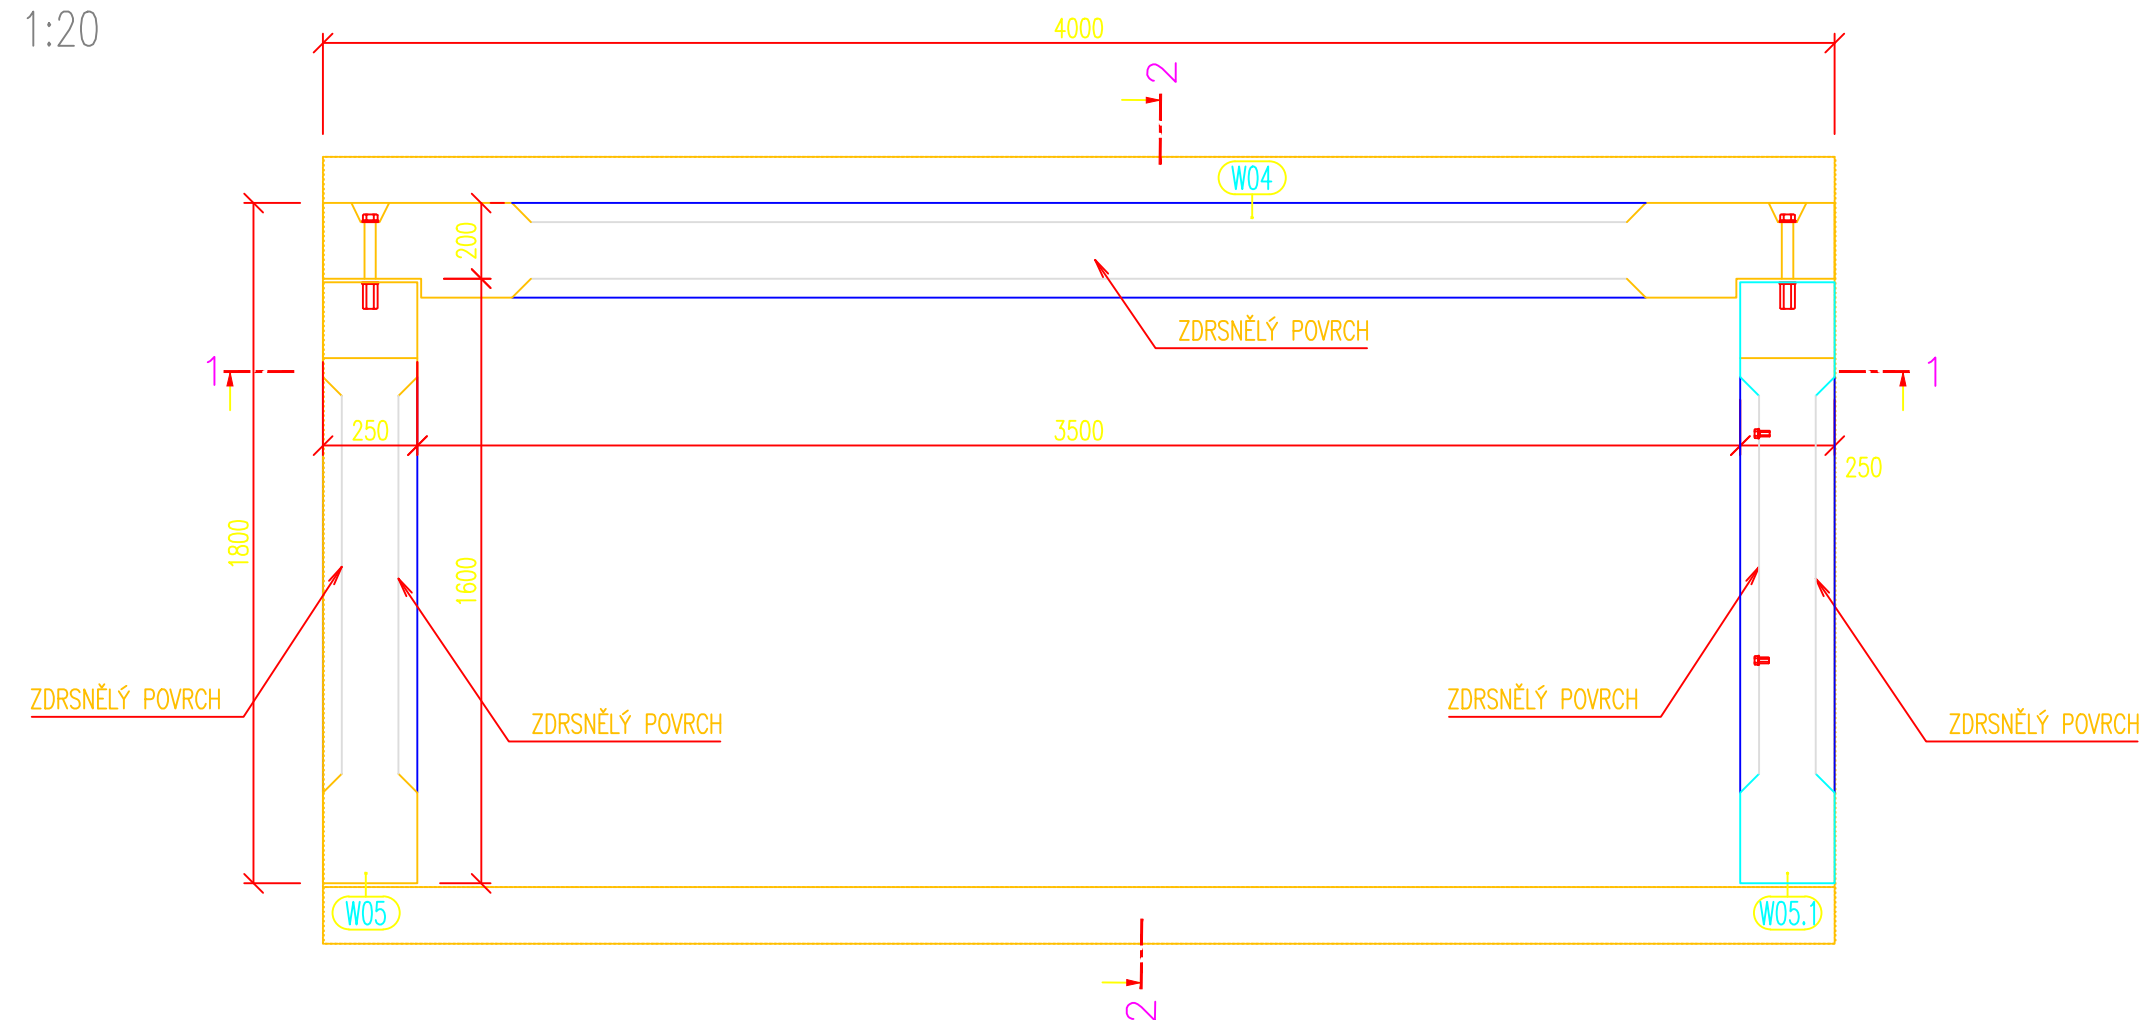 1:20
4000
2
W04
200
ZDRSNĚLÝ POVRCH
1
1
250
3500
250
1800
1600
ZDRSNĚLÝ POVRCH
ZDRSNĚLÝ POVRCH
ZDRSNĚLÝ POVRCH
ZDRSNĚLÝ POVRCH
W05
W05.1
2